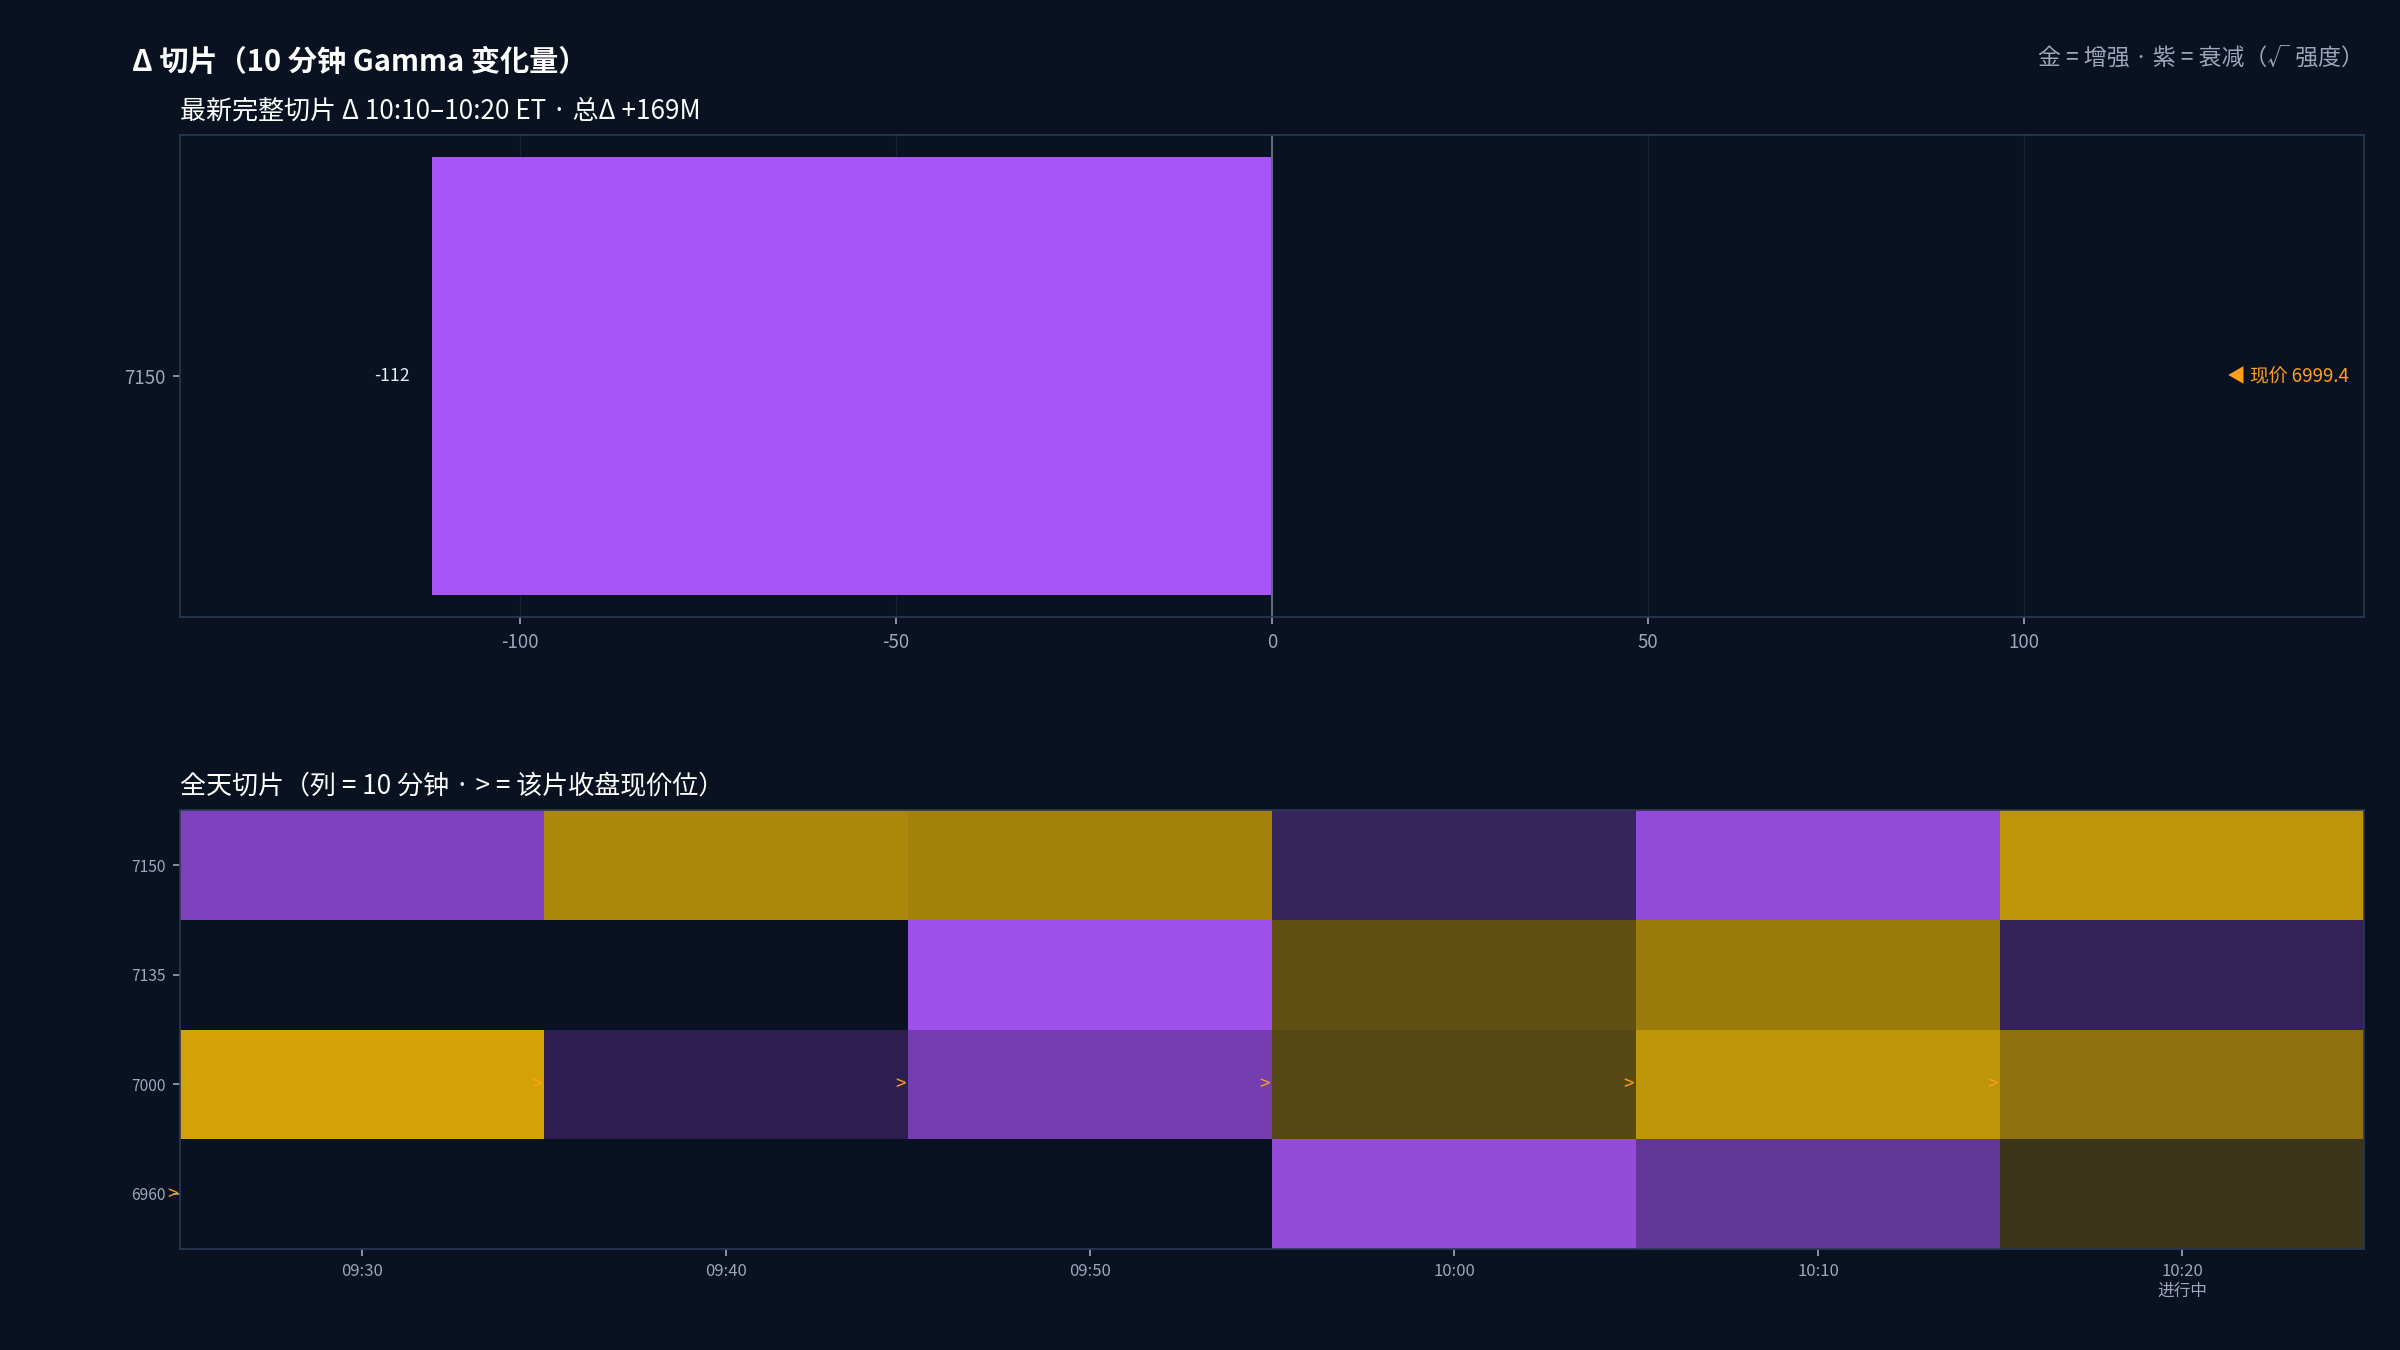 Δ 切片（10 分钟 Gamma 变化量）
金 = 增强 · 紫 = 衰减（√ 强度）
最新完整切片 Δ 10:10–10:20 ET · 总Δ +169M
7150
-112
◀ 现价 6999.4
-100
-50
0
50
100
全天切片（列 = 10 分钟 · > = 该片收盘现价位）
7150
7135
7000
> > > > >
6960 >
09:30
09:40
09:50
10:00
10:10
10:20
进行中